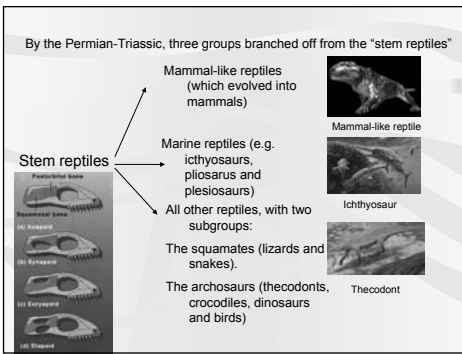 By the Permian-Triassic, three groups branched off from the “stem reptiles”
Mammal-like reptiles
(which evolved into
mammals)
Mammal-like reptile
Stem reptiles
Marine reptiles (e.g.
icthyosaurs,
pliosarus and
plesiosaurs)
Ichthyosaur
All other reptiles, with two
subgroups:
The squamates (lizards and
snakes).
The archosaurs (thecodonts,
crocodiles, dinosaurs
and birds)
Thecodont
Postorbital bone
Squamosal bone
(a) Anapsid
(b) Synapsid
(c) Euryapsid
(d) Diapsid